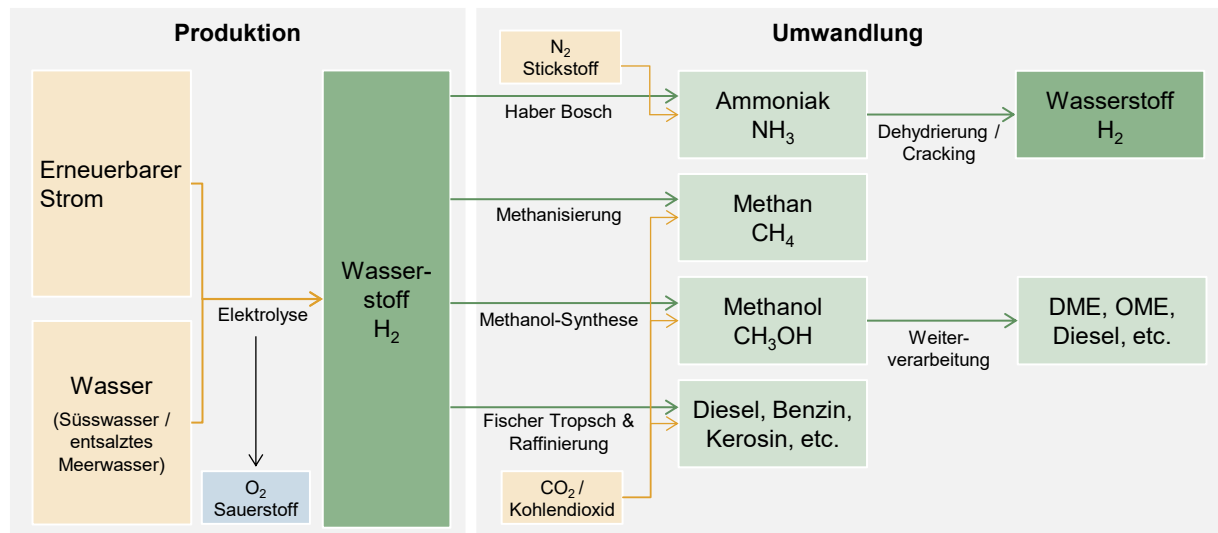 Produktion
Erneuerbarer
Strom
Wasser
(Süsswasser /
entsalztes
Meerwasser)
Elektrolyse
O₂
Sauerstoff
Wasser-
stoff
H₂
Umwandlung
N₂
Stickstoff
Haber Bosch
Ammoniak
NH₃
Dehydrierung /
Cracking
Wasserstoff
H₂
Methanisierung
Methan
CH₄
Methanol-Synthese
Methanol
CH₃OH
Weiter-
verarbeitung
DME, OME,
Diesel, etc.
Fischer Tropsch &
Raffinierung
Diesel, Benzin,
Kerosin, etc.
CO₂ /
Kohlendioxid